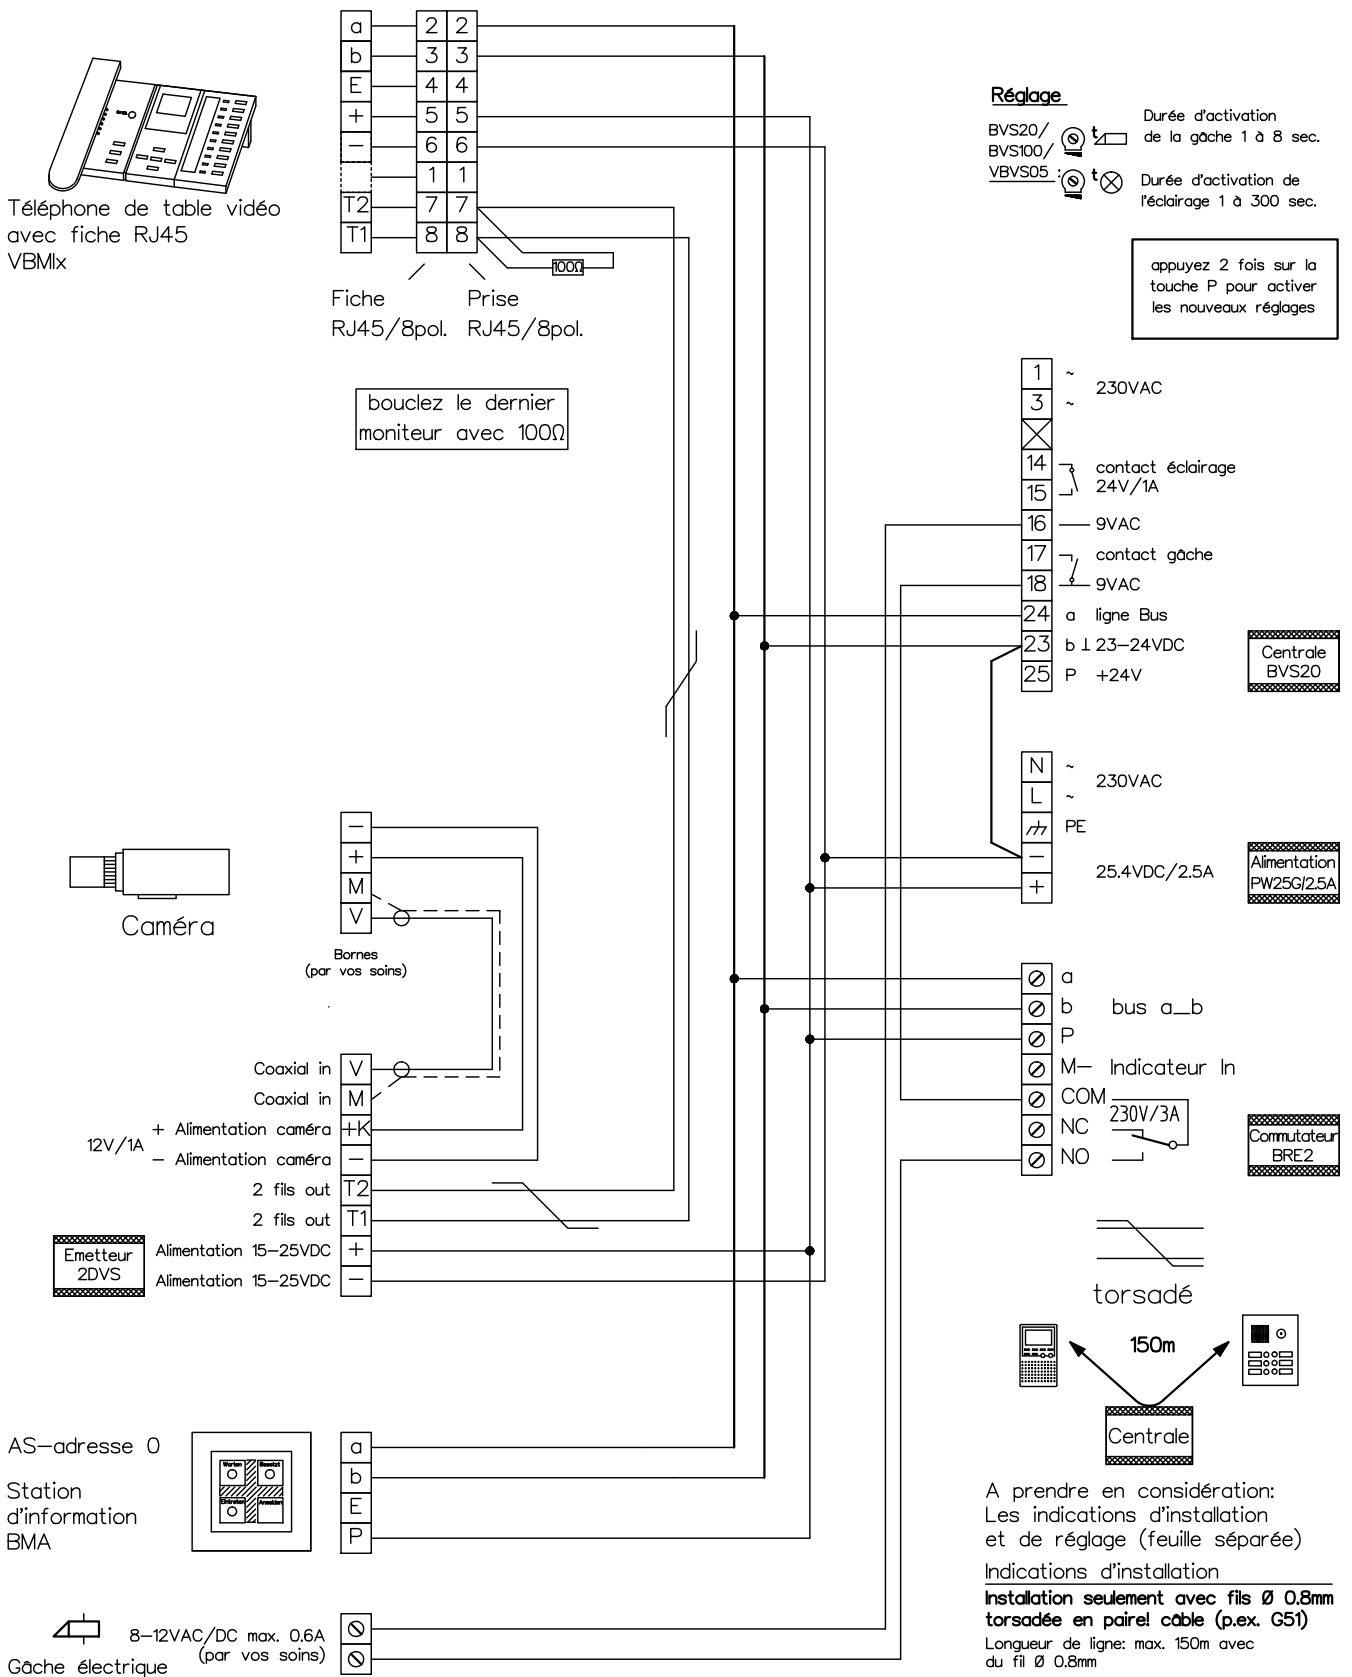 a 2 2
b 3 3
E 4 4
+ 5 5
− 6 6
1 1
T2 7 7
T1 8 8
100Ω
Téléphone de table vidéo
avec fiche RJ45
VBMIx
Fiche
RJ45/8pol.
Prise
RJ45/8pol.
bouclez le dernier
moniteur avec 100Ω
Réglage
BVS20/
BVS100/
VBVS05 :
t
Durée d'activation
de la gâche 1 à 8 sec.
t
Durée d'activation de
l'éclairage 1 à 300 sec.
appuyez 2 fois sur la
touche P pour activer
les nouveaux réglages
1 ~
3 ~
230VAC
14
15
contact éclairage
24V/1A
16 9VAC
17 contact gâche
18 9VAC
24 a ligne Bus
23 b ⊥ 23−24VDC
25 P +24V
Centrale
BVS20
N ~
L ~
230VAC
PE
−
+
25.4VDC/2.5A
Alimentation
PW25G/2.5A
−
+
M
V
Caméra
Bornes
(par vos soins)
a
b bus a_b
P
M− Indicateur In
COM
230V/3A
NC
NO
Commutateur
BRE2
Coaxial in V
Coaxial in M
12V/1A
+ Alimentation caméra +K
− Alimentation caméra −
2 fils out T2
2 fils out T1
Alimentation 15−25VDC +
Alimentation 15−25VDC −
Emetteur
2DVS
torsadé
150m
Centrale
AS−adresse 0
Station
d'information
BMA
Warten
Besetzt
Eintreten
Anmelden
a
b
E
P
A prendre en considération:
Les indications d'installation
et de réglage (feuille séparée)
Indications d'installation
Installation seulement avec fils Ø 0.8mm
torsadée en paire! câble (p.ex. G51)
Longueur de ligne: max. 150m avec
du fil Ø 0.8mm
8−12VAC/DC max. 0.6A
(par vos soins)
Gâche électrique